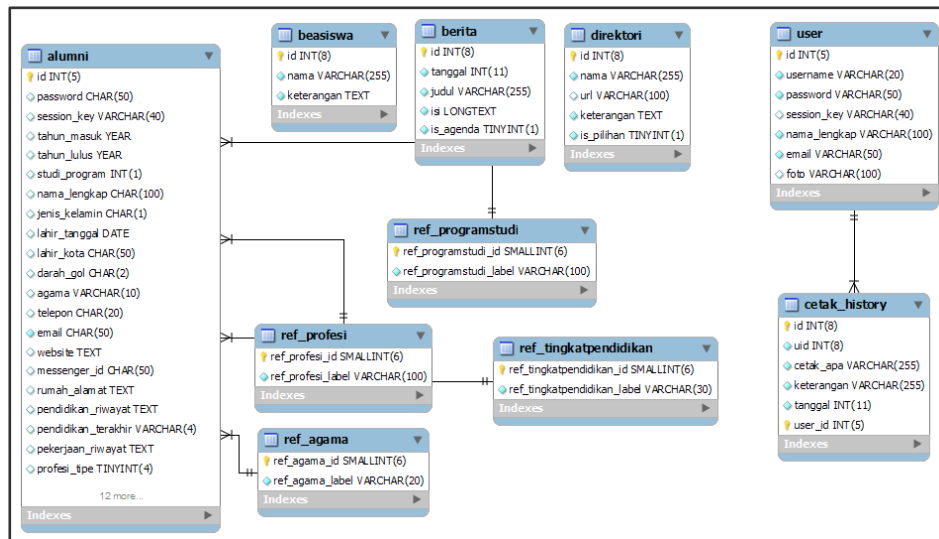 alumni
id INT(5)
password CHAR(50)
session_key VARCHAR(40)
tahun_masuk YEAR
tahun_lulus YEAR
studi_program INT(1)
nama_lengkap CHAR(100)
jenis_kelamin CHAR(1)
lahir_tanggal DATE
lahir_kota CHAR(50)
darah_gol CHAR(2)
agama VARCHAR(10)
telepon CHAR(20)
email CHAR(50)
website TEXT
messenger_id CHAR(50)
rumah_alamat TEXT
pendidikan_riwayat TEXT
pendidikan_terakhir VARCHAR(4)
pekerjaan_riwayat TEXT
profesi_tipe TINYINT(4)
12 more...
Indexes
beasiswa
id INT(8)
nama VARCHAR(255)
keterangan TEXT
Indexes
berita
id INT(8)
tanggal INT(11)
judul VARCHAR(255)
isi LONGTEXT
is_agenda TINYINT(1)
Indexes
direktori
id INT(8)
nama VARCHAR(255)
url VARCHAR(100)
keterangan TEXT
is_pilihan TINYINT(1)
Indexes
user
id INT(5)
username VARCHAR(20)
password VARCHAR(50)
session_key VARCHAR(40)
nama_lengkap VARCHAR(100)
email VARCHAR(50)
foto VARCHAR(100)
Indexes
ref_programstudi
ref_programstudi_id SMALLINT(6)
ref_programstudi_label VARCHAR(100)
Indexes
ref_profesi
ref_profesi_id SMALLINT(6)
ref_profesi_label VARCHAR(100)
Indexes
ref_tingkatpendidikan
ref_tingkatpendidikan_id SMALLINT(6)
ref_tingkatpendidikan_label VARCHAR(30)
Indexes
cetak_history
id INT(8)
uid INT(8)
cetak_apa VARCHAR(255)
keterangan VARCHAR(255)
tanggal INT(11)
user_id INT(5)
Indexes
ref_agama
ref_agama_id SMALLINT(6)
ref_agama_label VARCHAR(20)
Indexes